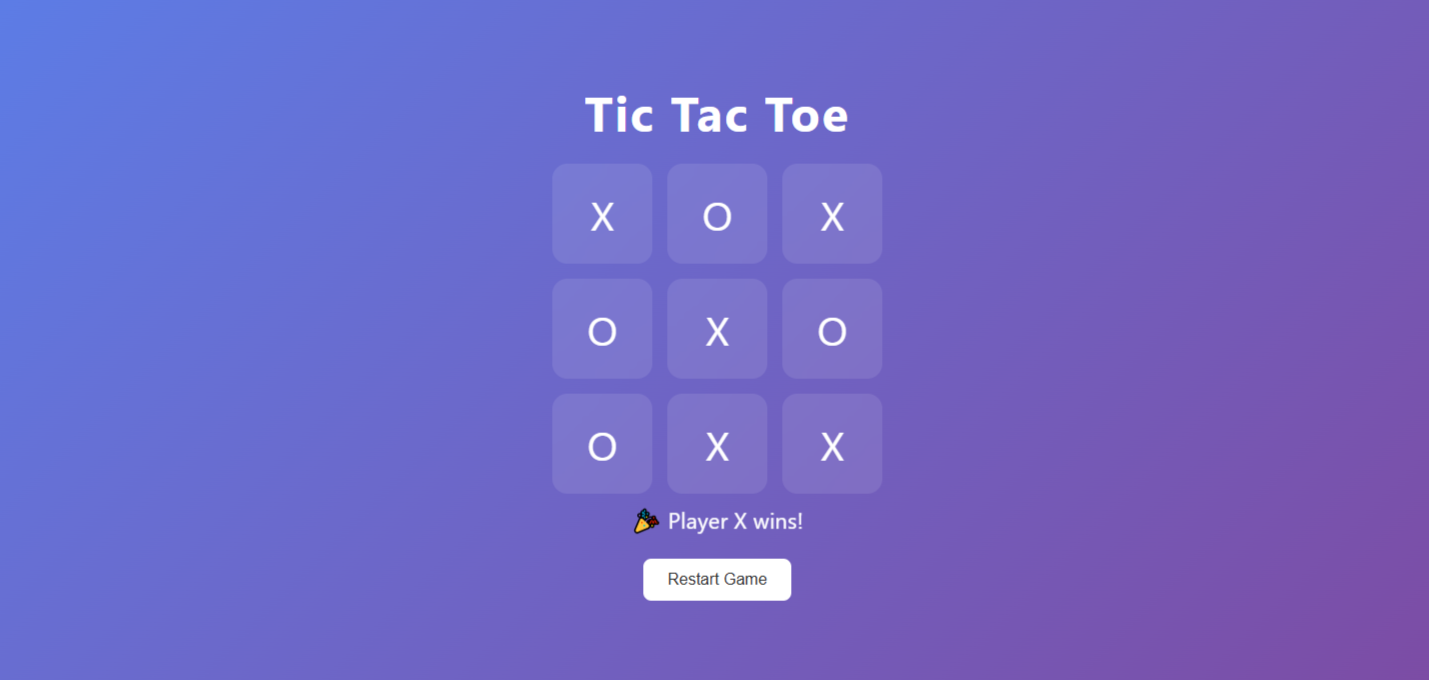 Tic Tac Toe
X O X
O X O
O X X
🎉 Player X wins!
Restart Game